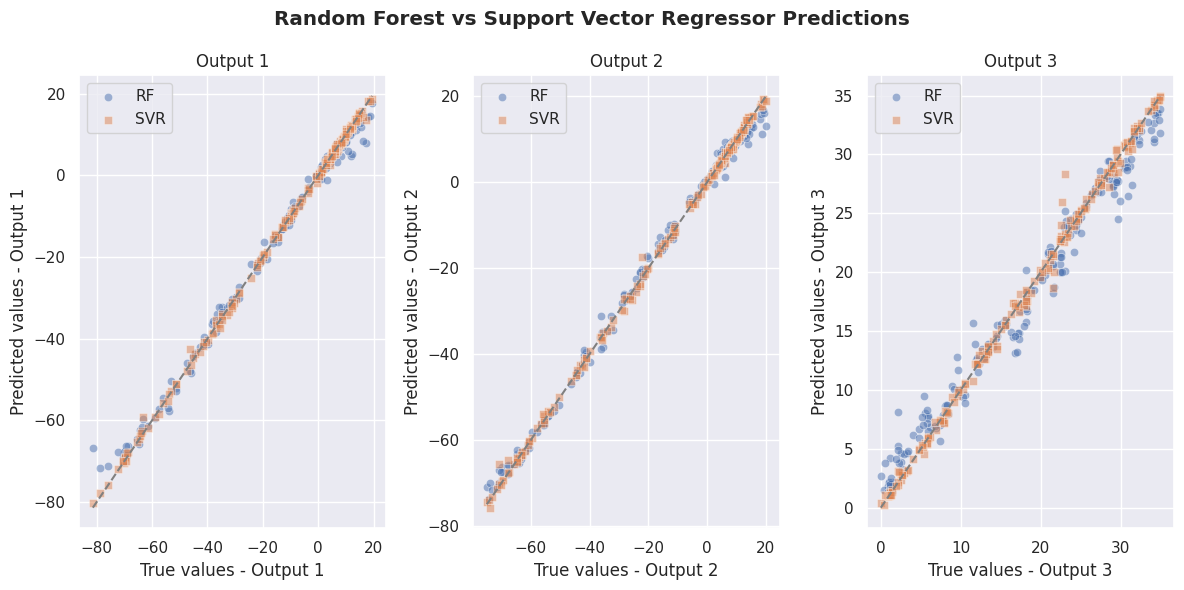 Random Forest vs Support Vector Regressor Predictions
Output 1
RF
SVR
20
0
−20
−40
−60
−80
Predicted values - Output 1
−80 −60 −40 −20 0 20
True values - Output 1
Output 2
RF
SVR
20
0
−20
−40
−60
−80
Predicted values - Output 2
−60 −40 −20 0 20
True values - Output 2
Output 3
RF
SVR
35
30
25
20
15
10
5
0
Predicted values - Output 3
0 10 20 30
True values - Output 3